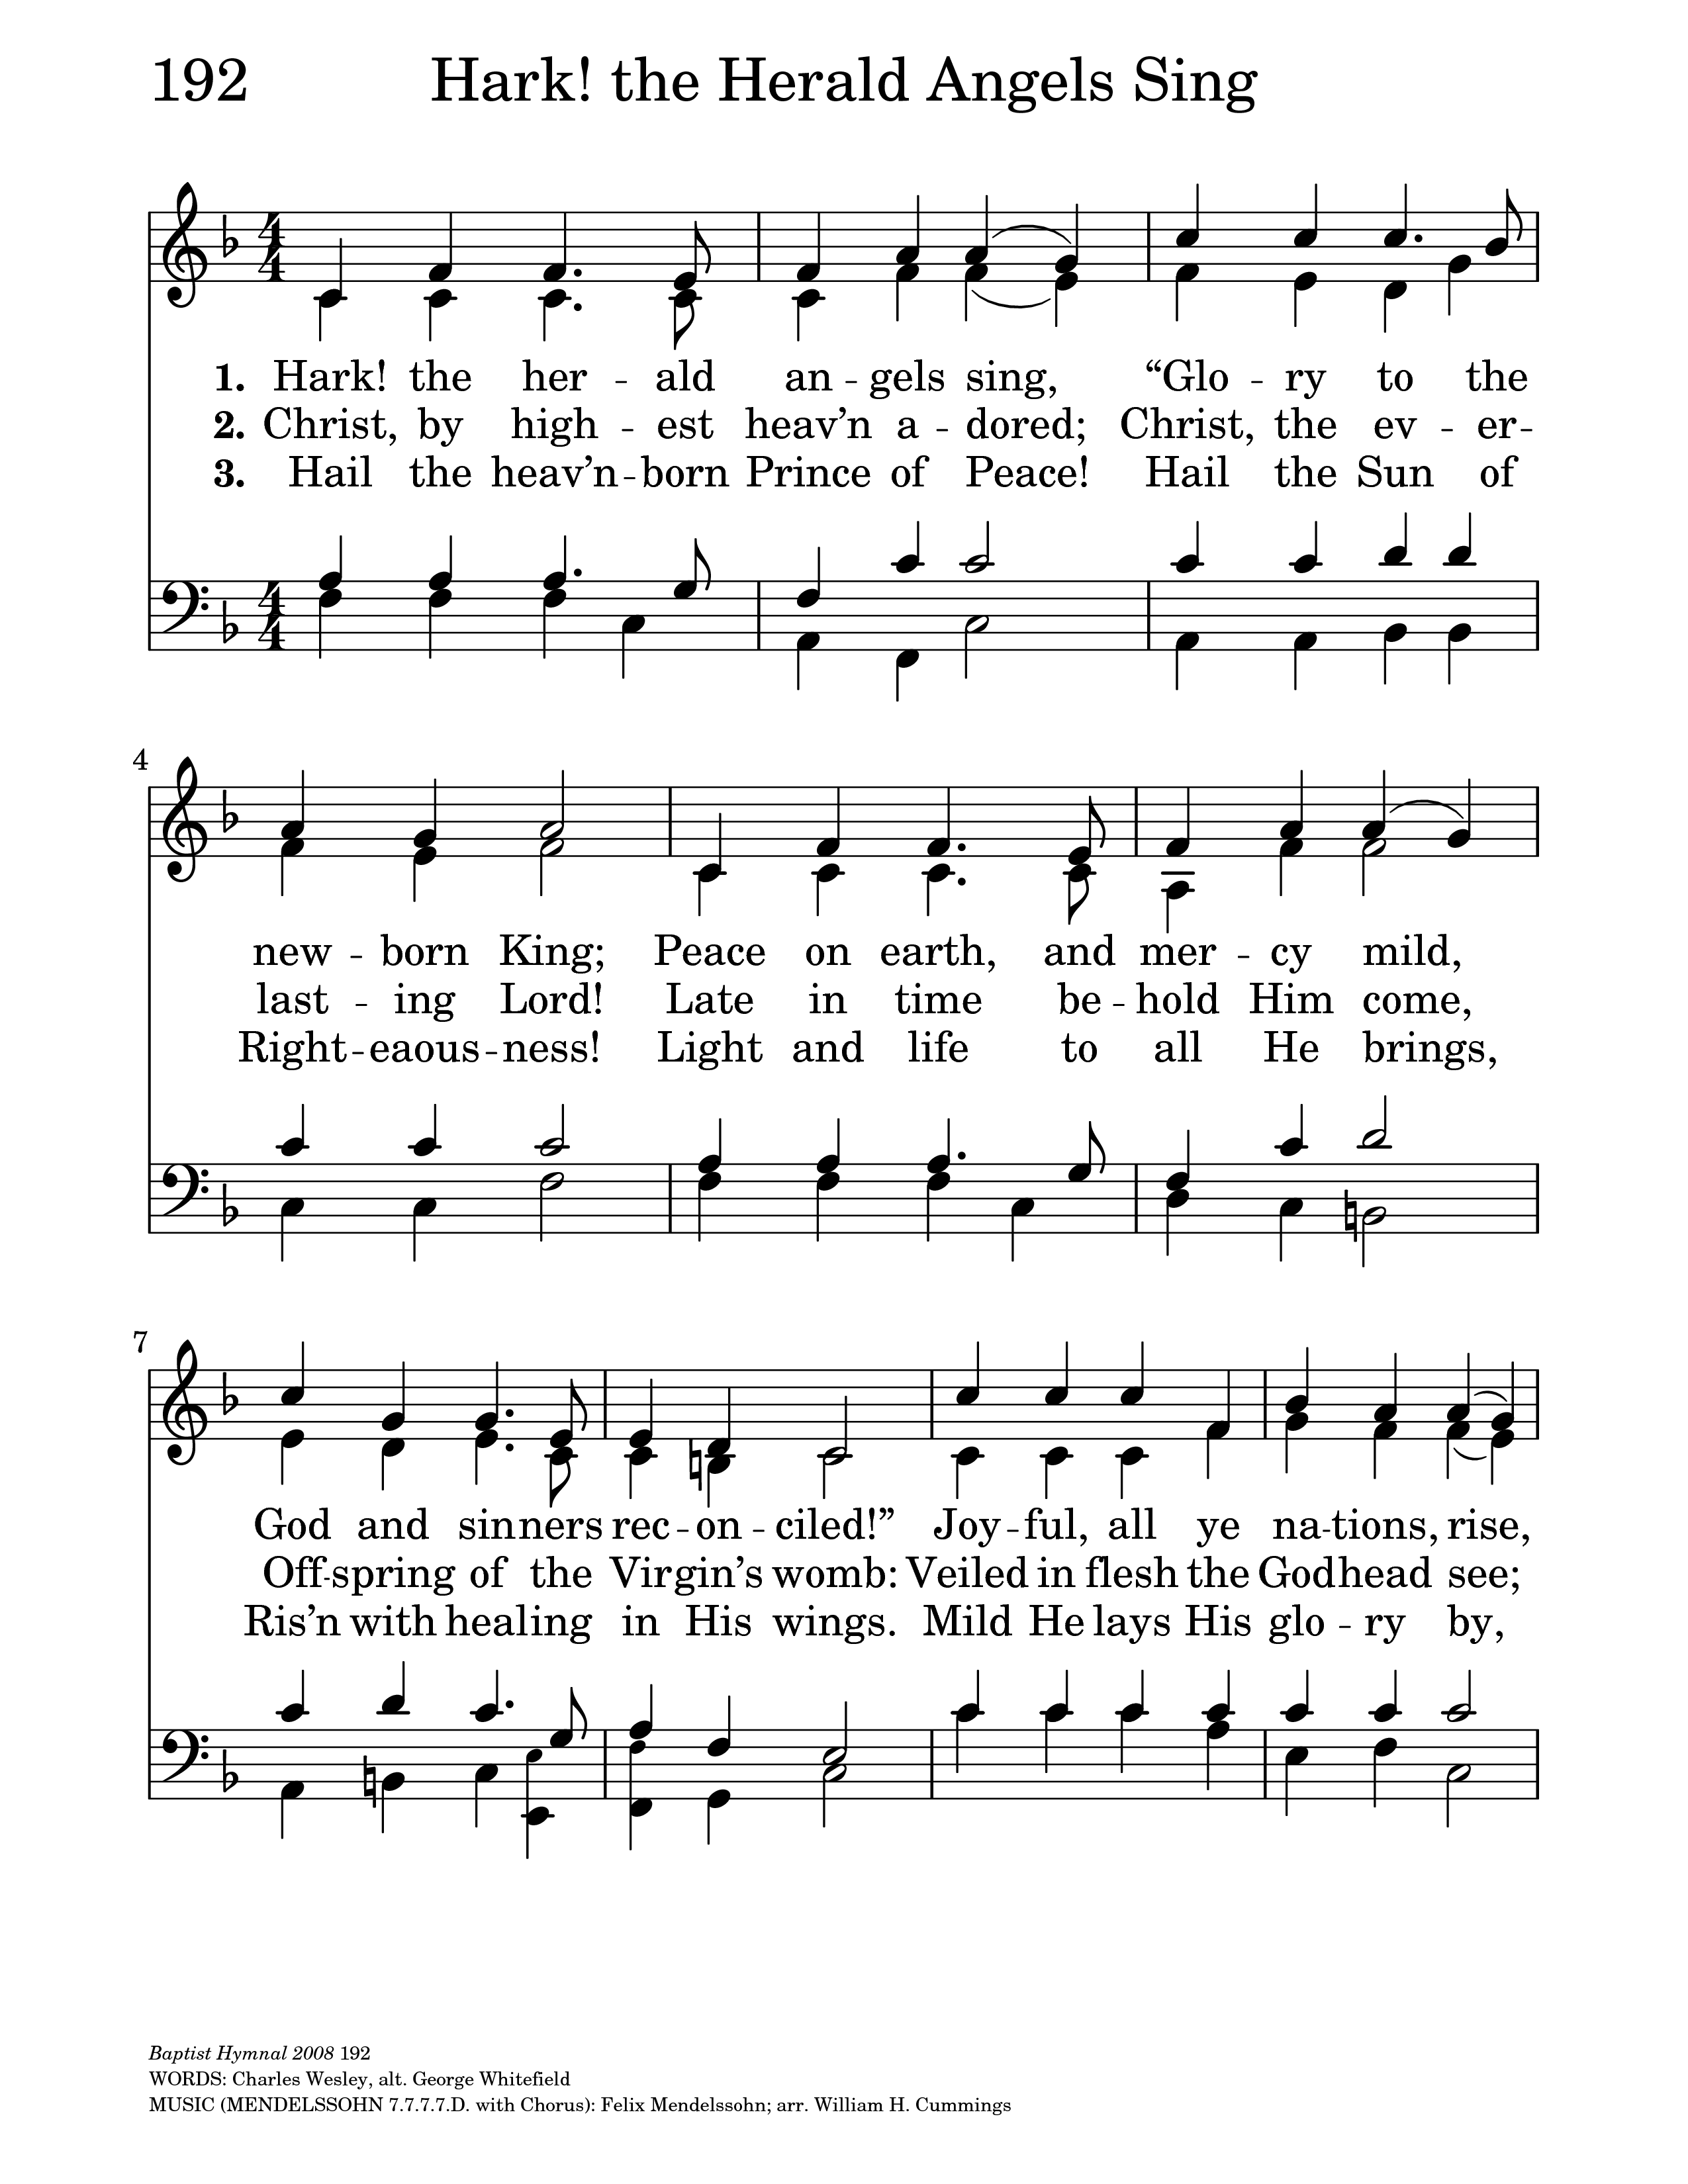 192 Hark! the Herald Angels Sing
4
4
1. Hark! the her - ald an - gels sing, “Glo - ry to the
2. Christ, by high - est heav’n a - dored; Christ, the ev - er -
3. Hail the heav’n - born Prince of Peace! Hail the Sun of
4
4
4
new - born King; Peace on earth, and mer - cy mild,
last - ing Lord! Late in time be - hold Him come,
Right - eaous - ness! Light and life to all He brings,
7
God and sinners rec - on - ciled!” Joy - ful, all ye na - tions, rise,
Off - spring of the Virgin’s womb: Veiled in flesh the Godhead see;
Ris’n with healing in His wings. Mild He lays His glo - ry by,
Baptist Hymnal 2008 192
WORDS: Charles Wesley, alt. George Whitefield
MUSIC (MENDELSSOHN 7.7.7.7.D. with Chorus): Felix Mendelssohn; arr. William H. Cummings